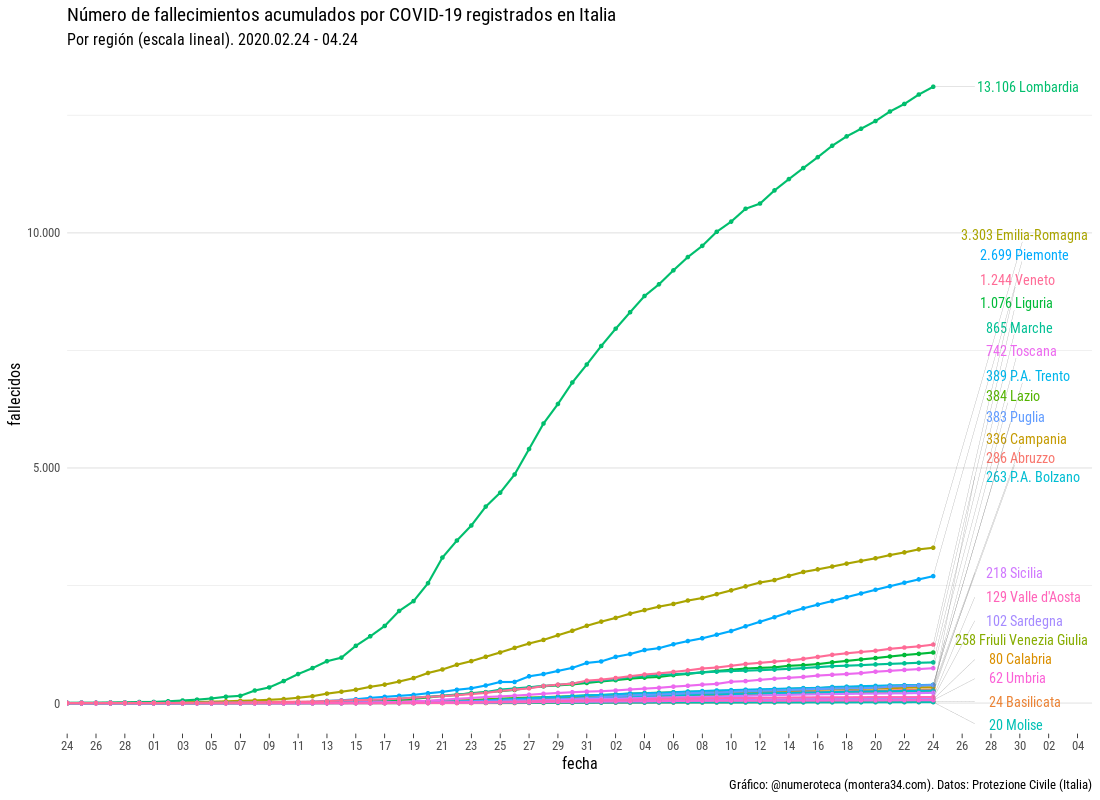 Número de fallecimientos acumulados por COVID-19 registrados en Italia
Por región (escala lineal). 2020.02.24 - 04.24
13.106 Lombardia
10.000
3.303 Emilia-Romagna
2.699 Piemonte
1.244 Veneto
1.076 Liguria
865 Marche
742 Toscana
389 P.A. Trento
384 Lazio
383 Puglia
336 Campania
286 Abruzzo
5.000
263 P.A. Bolzano
218 Sicilia
129 Valle d'Aosta
102 Sardegna
258 Friuli Venezia Giulia
80 Calabria
62 Umbria
24 Basilicata
0
20 Molise
fallecidos
24 26 28 01 03 05 07 09 11 13 15 17 19 21 23 25 27 29 31 02 04 06 08 10 12 14 16 18 20 22 24 26 28 30 02 04
fecha
Gráfico: @numeroteca (montera34.com). Datos: Protezione Civile (Italia)